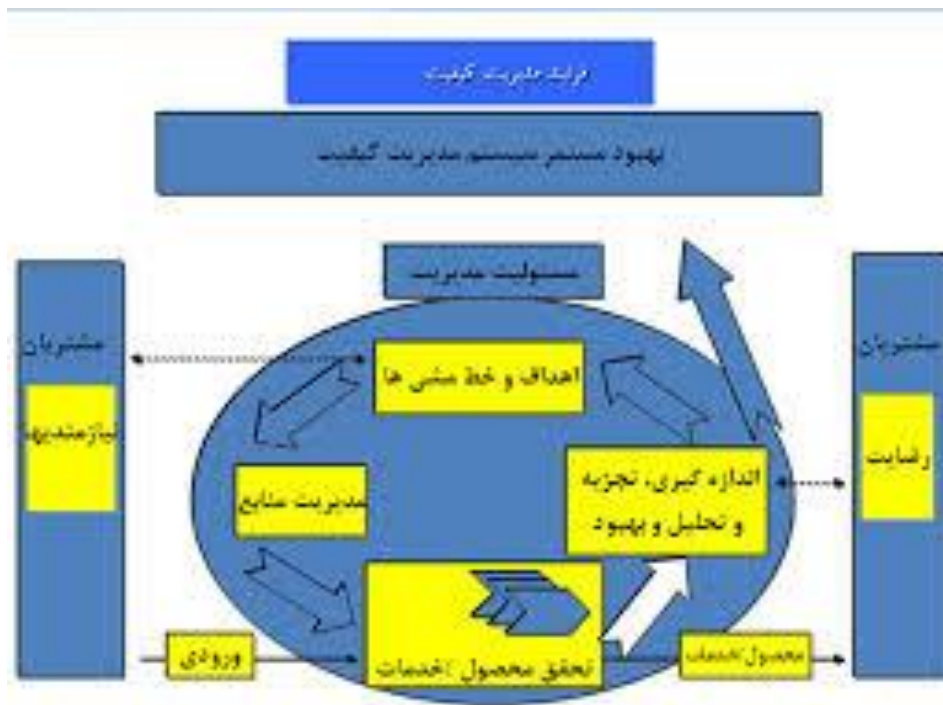 فرایند مدیریت کیفیت
بهبود مستمر سیستم مدیریت کیفیت
مسئولیت مدیریت
مشتریان
نیازمندیها
مشتریان
رضایت
اهداف و خط مشی ها
مدیریت منابع
اندازه گیری، تجزیه
و تحلیل و بهبود
تحقق محصول /خدمات
ورودی
محصول/خدمات